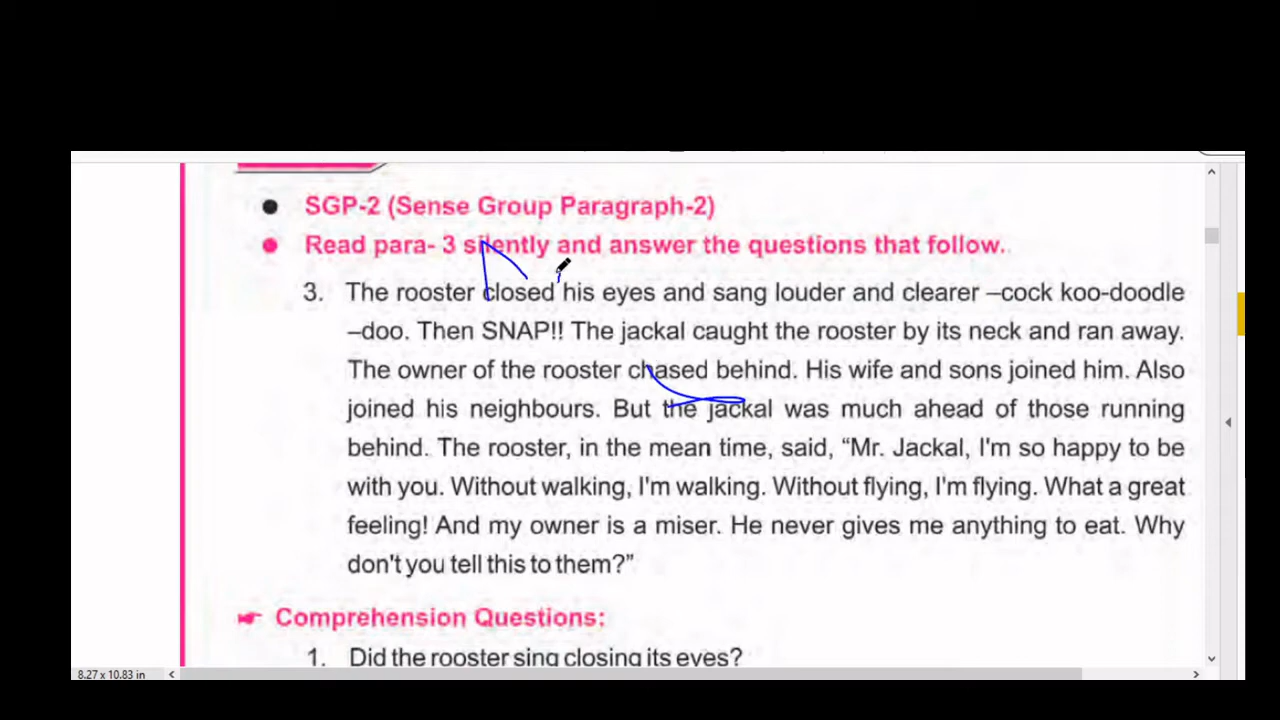 SGP-2 (Sense Group Paragraph-2)
Read para- 3 silently and answer the questions that follow.
3. The rooster closed his eyes and sang louder and clearer –cock koo-doodle
–doo. Then SNAP!! The jackal caught the rooster by its neck and ran away.
The owner of the rooster chased behind. His wife and sons joined him. Also
joined his neighbours. But the jackal was much ahead of those running
behind. The rooster, in the mean time, said, “Mr. Jackal, I'm so happy to be
with you. Without walking, I'm walking. Without flying, I'm flying. What a great
feeling! And my owner is a miser. He never gives me anything to eat. Why
don't you tell this to them?”
Comprehension Questions:
1. Did the rooster sing closing its eyes?
8.27 x 10.83 in